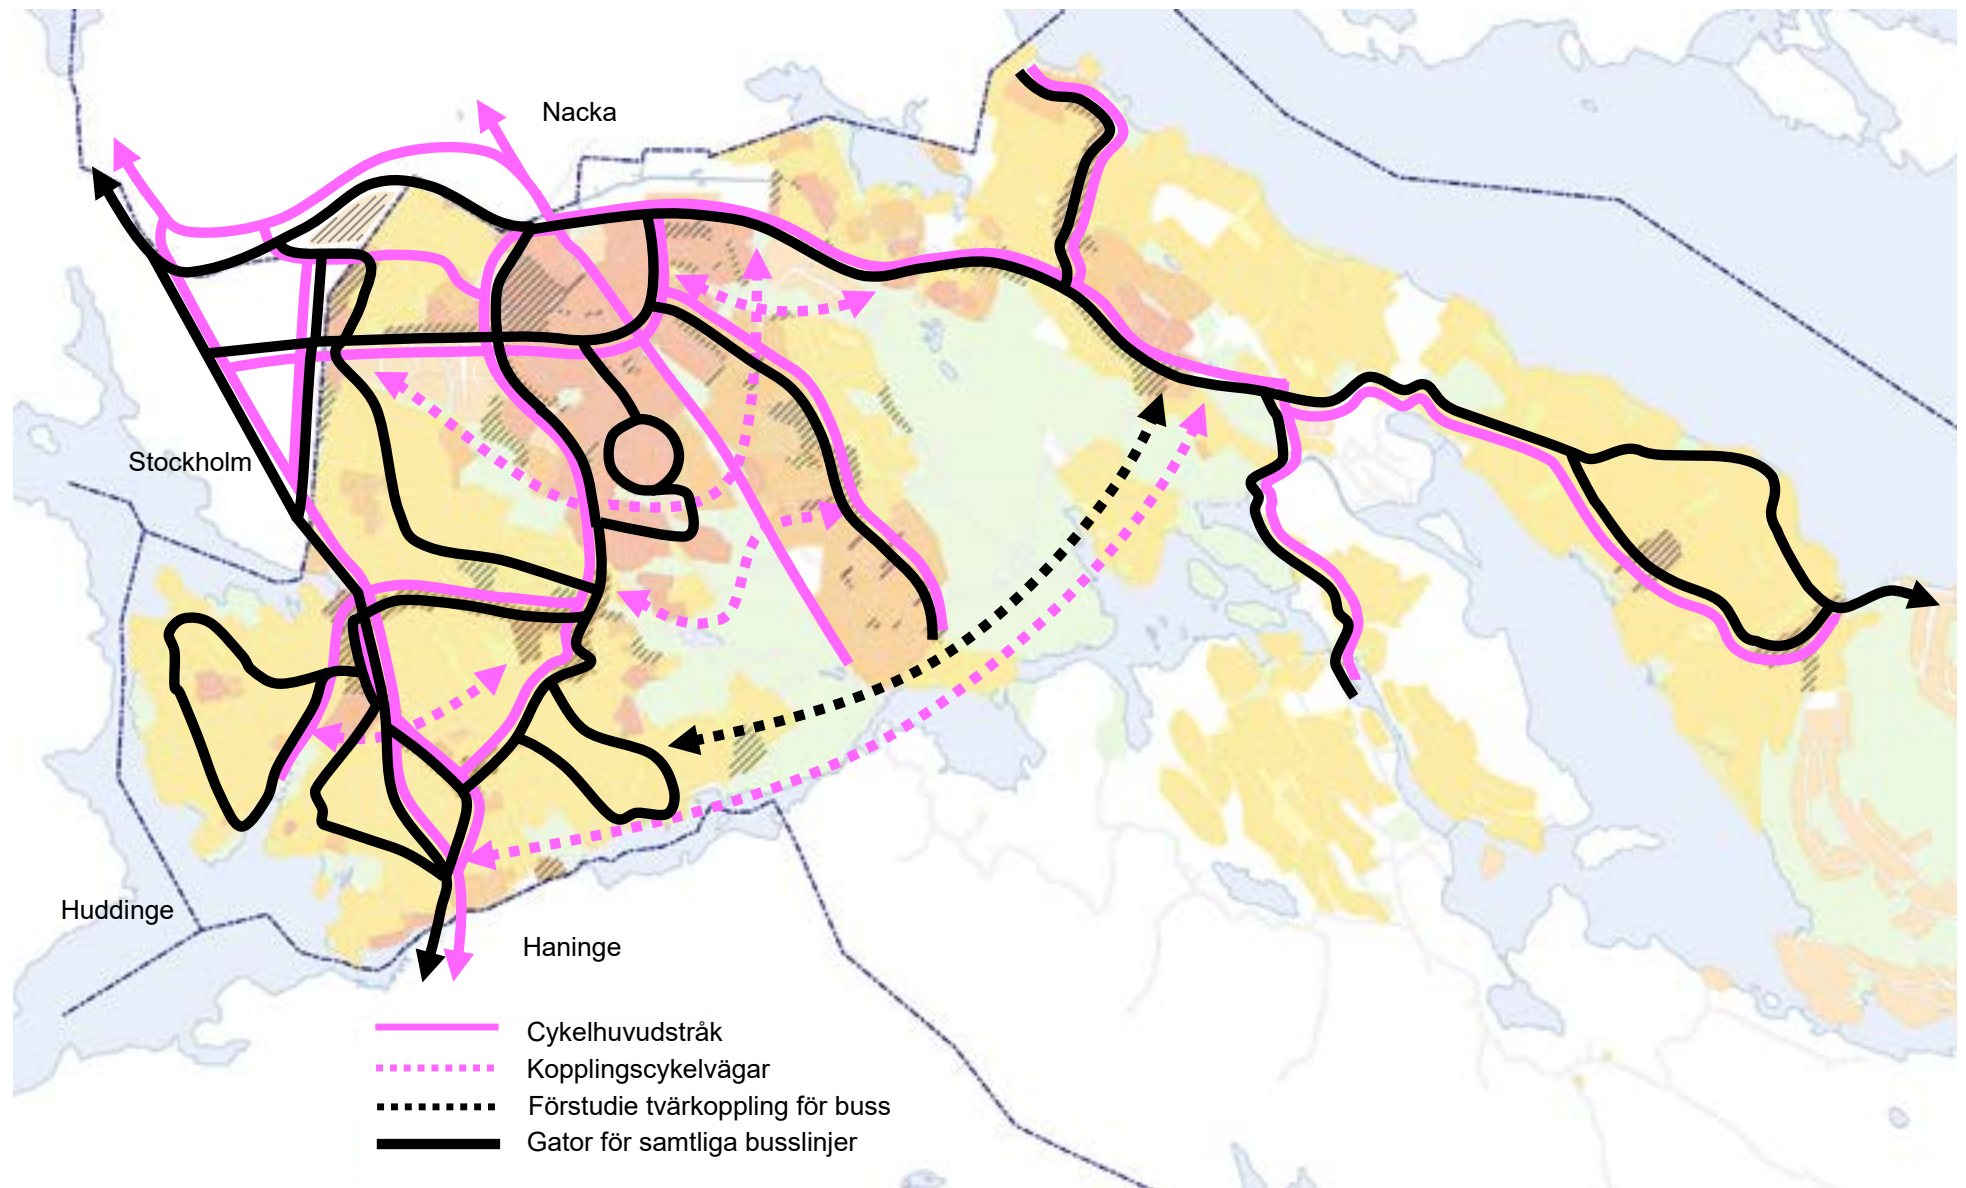 Nacka
Stockholm
Huddinge
Haninge
Cykelhuvudstråk
Kopplingscykelvägar
Förstudie tvärkoppling för buss
Gator för samtliga busslinjer